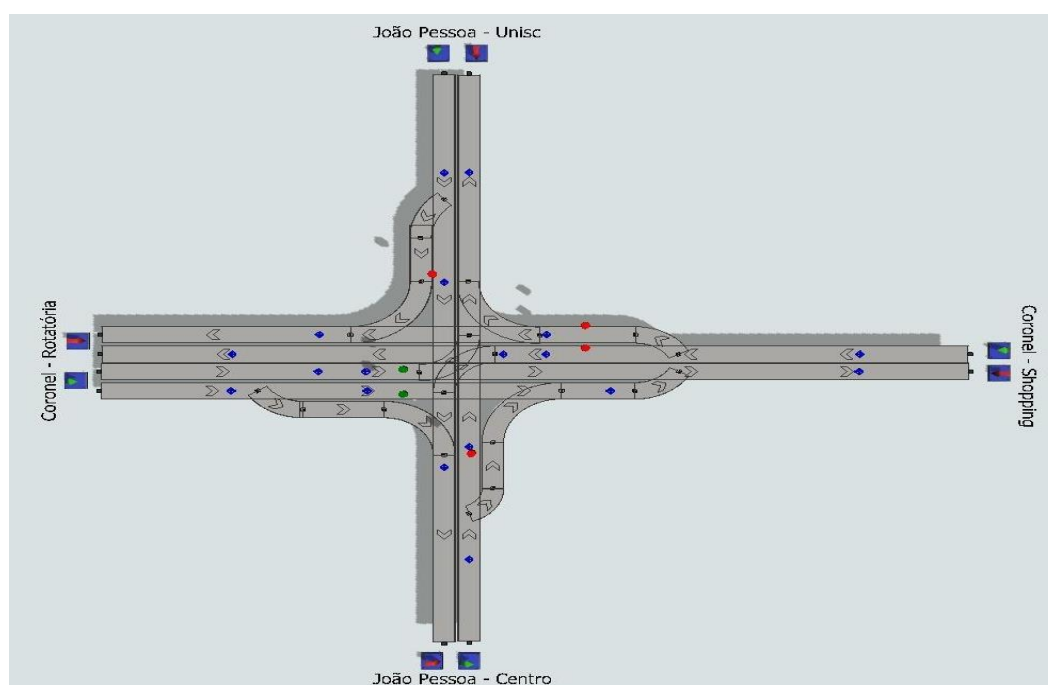 João Pessoa - Unisc
Coronel - Rotatória
Coronel - Shopping
João Pessoa - Centro